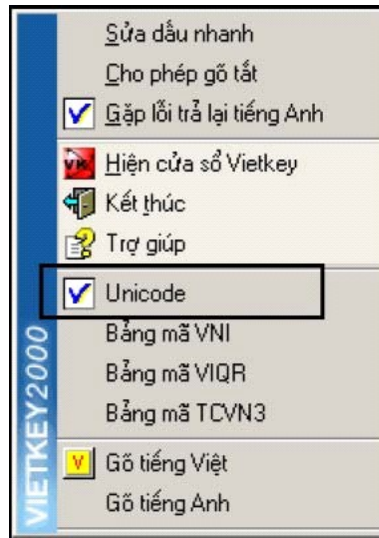 Sửa dấu nhanh
Cho phép gõ tắt
Gặp lỗi trả lại tiếng Anh
VK
Hiện cửa sổ Vietkey
Kết thúc
Trợ giúp
Unicode
Bảng mã VNI
Bảng mã VIQR
Bảng mã TCVN3
V
Gõ tiếng Việt
Gõ tiếng Anh
VIETKEY2000